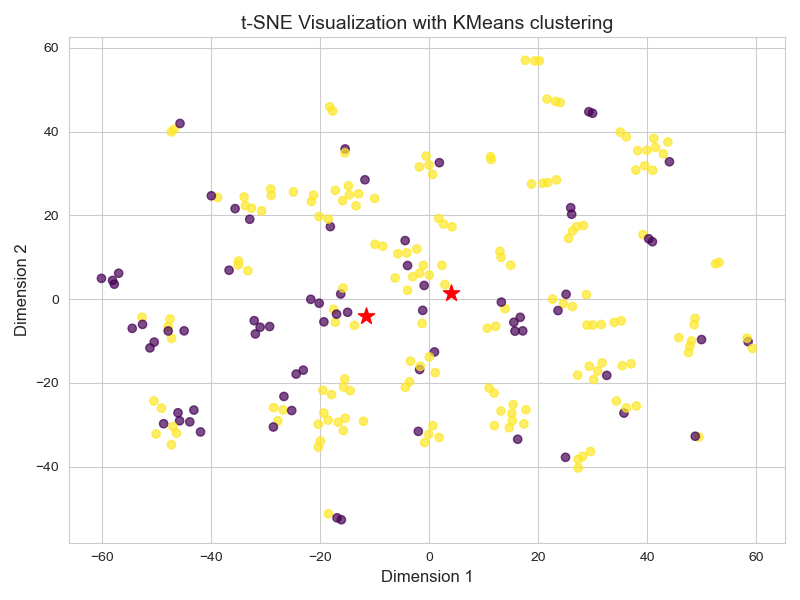 t-SNE Visualization with KMeans clustering
60
40
20
0
−20
−40
−60 −40 −20 0 20 40 60
Dimension 2
Dimension 1